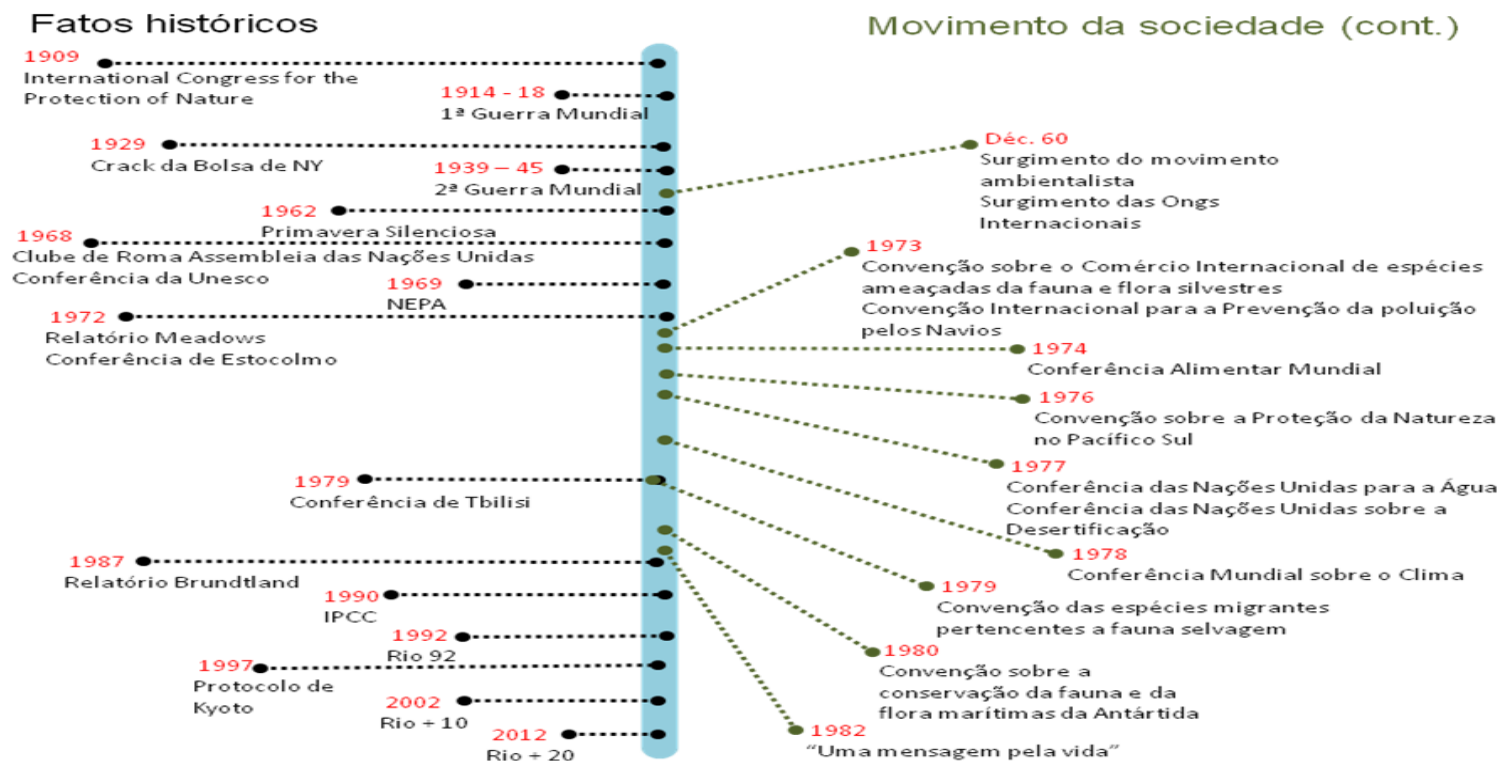 Fatos históricos
1909
International Congress for the
Protection of Nature
1914 - 18
1ª Guerra Mundial
1929
Crack da Bolsa de NY
1939 – 45
2ª Guerra Mundial
1962
Primavera Silenciosa
1968
Clube de Roma Assembleia das Nações Unidas
Conferência da Unesco
1969
NEPA
1972
Relatório Meadows
Conferência de Estocolmo
1979
Conferência de Tbilisi
1987
Relatório Brundtland
1990
IPCC
1992
Rio 92
1997
Protocolo de
Kyoto
2002
Rio + 10
2012
Rio + 20
Movimento da sociedade (cont.)
Déc. 60
Surgimento do movimento
ambientalista
Surgimento das Ongs
Internacionais
1973
Convenção sobre o Comércio Internacional de espécies
ameaçadas da fauna e flora silvestres
Convenção Internacional para a Prevenção da poluição
pelos Navios
1974
Conferência Alimentar Mundial
1976
Convenção sobre a Proteção da Natureza
no Pacífico Sul
1977
Conferência das Nações Unidas para a Água
Conferência das Nações Unidas sobre a
Desertificação
1978
Conferência Mundial sobre o Clima
1979
Convenção das espécies migrantes
pertencentes a fauna selvagem
1980
Convenção sobre a
conservação da fauna e da
flora marítimas da Antártida
1982
“Uma mensagem pela vida”